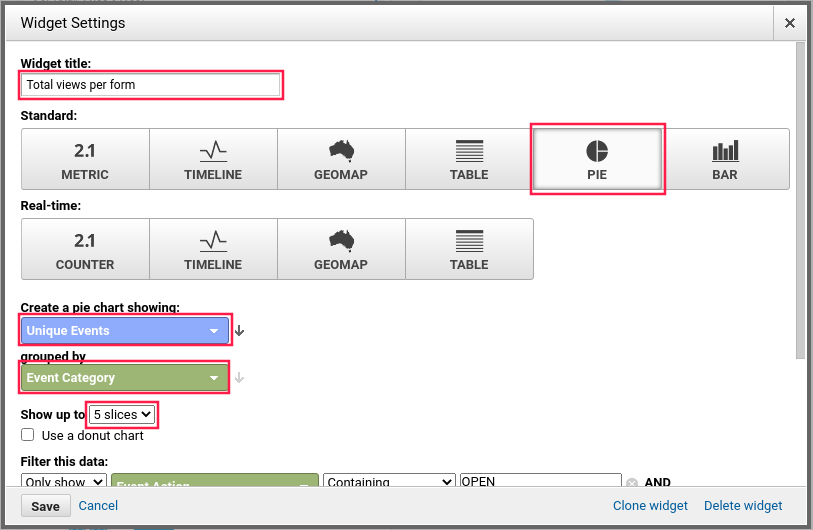 Widget Settings
Widget title:
Total views per form
Standard:
2.1 METRIC
TIMELINE
GEOMAP
TABLE
PIE
BAR
Real-time:
2.1 COUNTER
TIMELINE
GEOMAP
TABLE
Create a pie chart showing:
Unique Events
grouped by
Event Category
Show up to 5 slices
Use a donut chart
Filter this data:
Only show Event Action Containing OPEN AND
Save Cancel Clone widget Delete widget